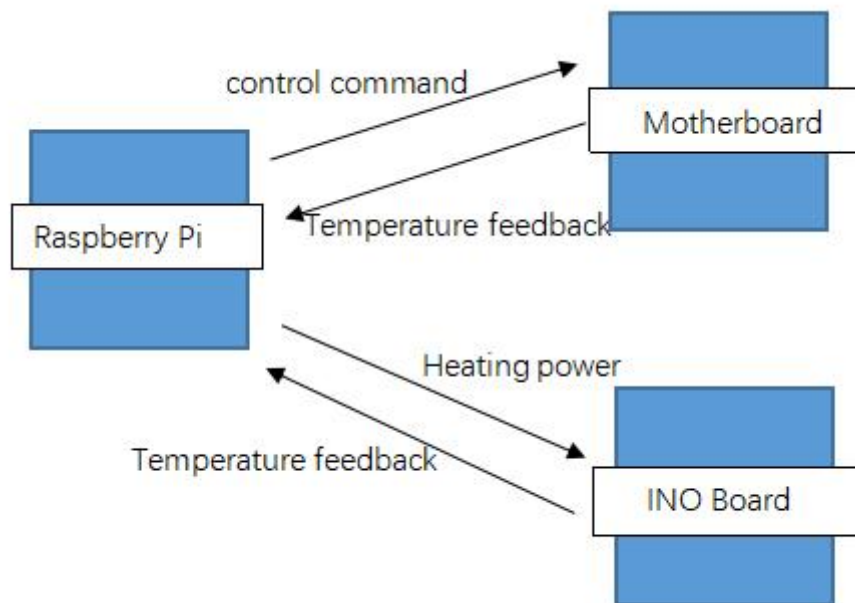 control command
Motherboard
Temperature feedback
Raspberry Pi
Heating power
Temperature feedback
INO Board